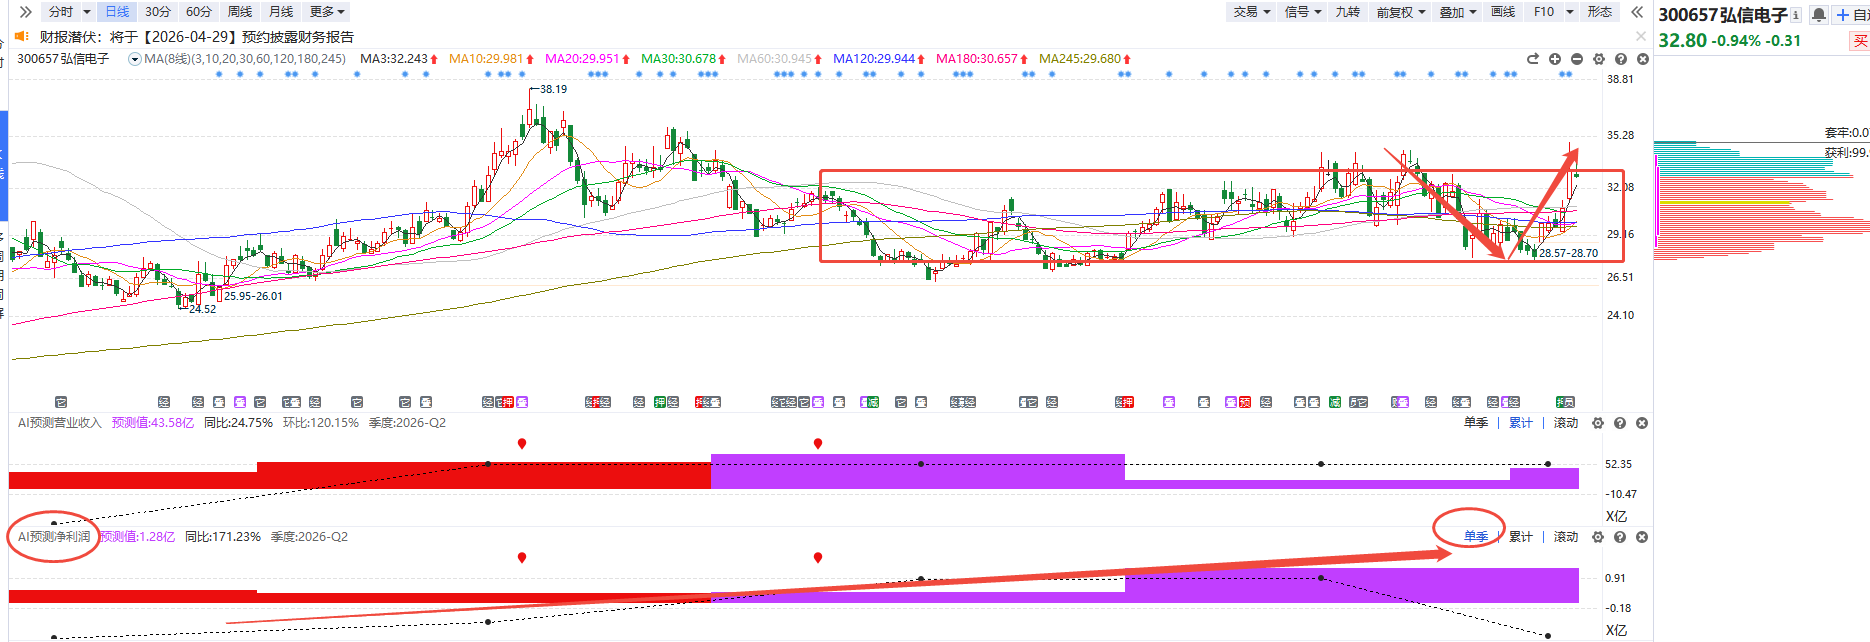 分时 日线 30分 60分 周线 月线 更多 交易 信号 九转 前复权 叠加 画线 F10 形态
300657弘信电子
32.80 -0.94% -0.31
买
财报潜伏：将于【2026-04-29】预约披露财务报告
300657弘信电子 MA(8线)(3,10,20,30,60,120,180,245) MA3:32.243 MA10:29.981 MA20:29.951 MA30:30.678 MA60:30.945 MA120:29.944 MA180:30.657 MA245:29.680
38.81
38.19
35.28
套牢:0.0
获利:99.
32.08
29.16
28.57-28.70
26.51
25.95-26.01
24.52
24.10
AI预测营业收入 预测值:43.58亿 同比:24.75% 环比:120.15% 季度:2026-Q2 单季 累计 滚动
52.35
-10.47
X亿
AI预测净利润 预测值:1.28亿 同比:171.23% 季度:2026-Q2 单季 累计 滚动
0.91
-0.18
X亿